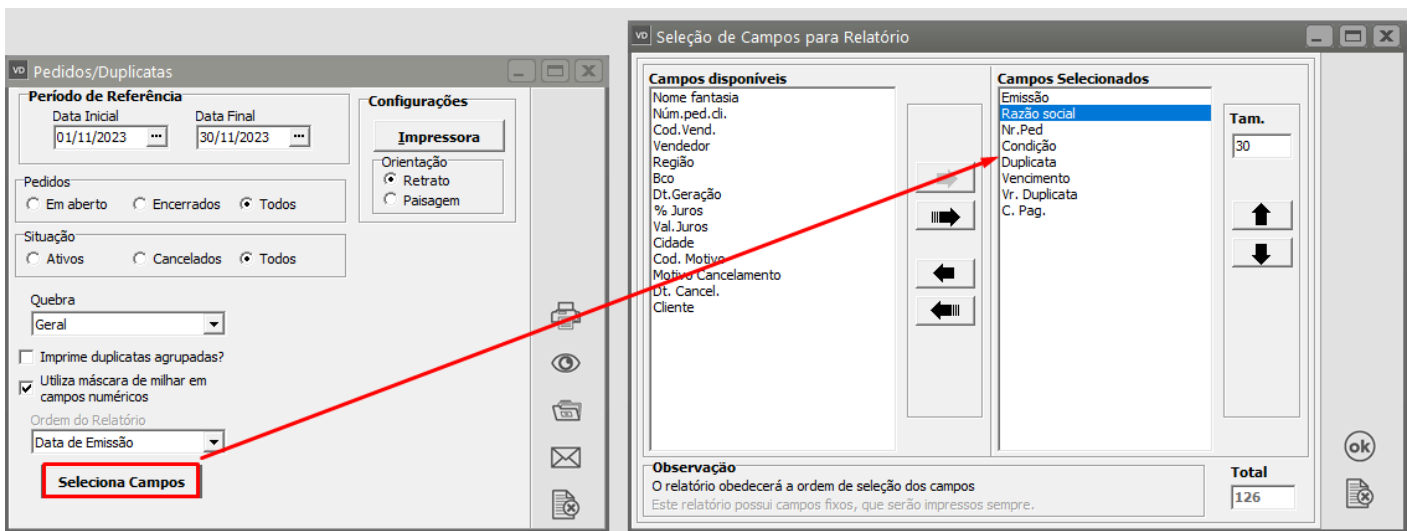 VD Pedidos/Duplicatas
Período de Referência
Data Inicial Data Final
01/11/2023 ... 30/11/2023 ...
Configurações
Impressora
Orientação
Retrato
Paisagem
Pedidos
Em aberto Encerrados Todos
Situação
Ativos Cancelados Todos
Quebra
Geral
Imprime duplicatas agrupadas?
Utiliza máscara de milhar em
campos numéricos
Ordem do Relatório
Data de Emissão
Seleciona Campos
VD Seleção de Campos para Relatório
Campos disponíveis
Nome fantasia
Núm.ped.cli.
Cod.Vend.
Vendedor
Região
Bco
Dt.Geração
% Juros
Val.Juros
Cidade
Cod. Motivo
Motivo Cancelamento
Dt. Cancel.
Cliente
Campos Selecionados
Emissão
Razão social
Nr.Ped
Condição
Duplicata
Vencimento
Vr. Duplicata
C. Pag.
Tam.
30
Observação
O relatório obedecerá a ordem de seleção dos campos
Este relatório possui campos fixos, que serão impressos sempre.
Total
126
ok